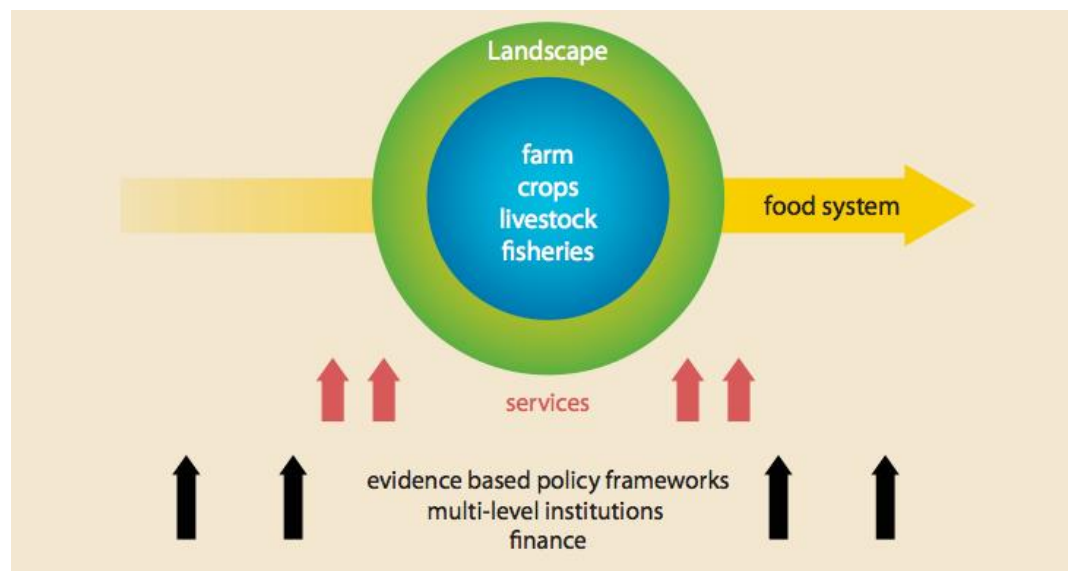 Landscape
farm
crops
livestock
fisheries
food system
services
evidence based policy frameworks
multi-level institutions
finance